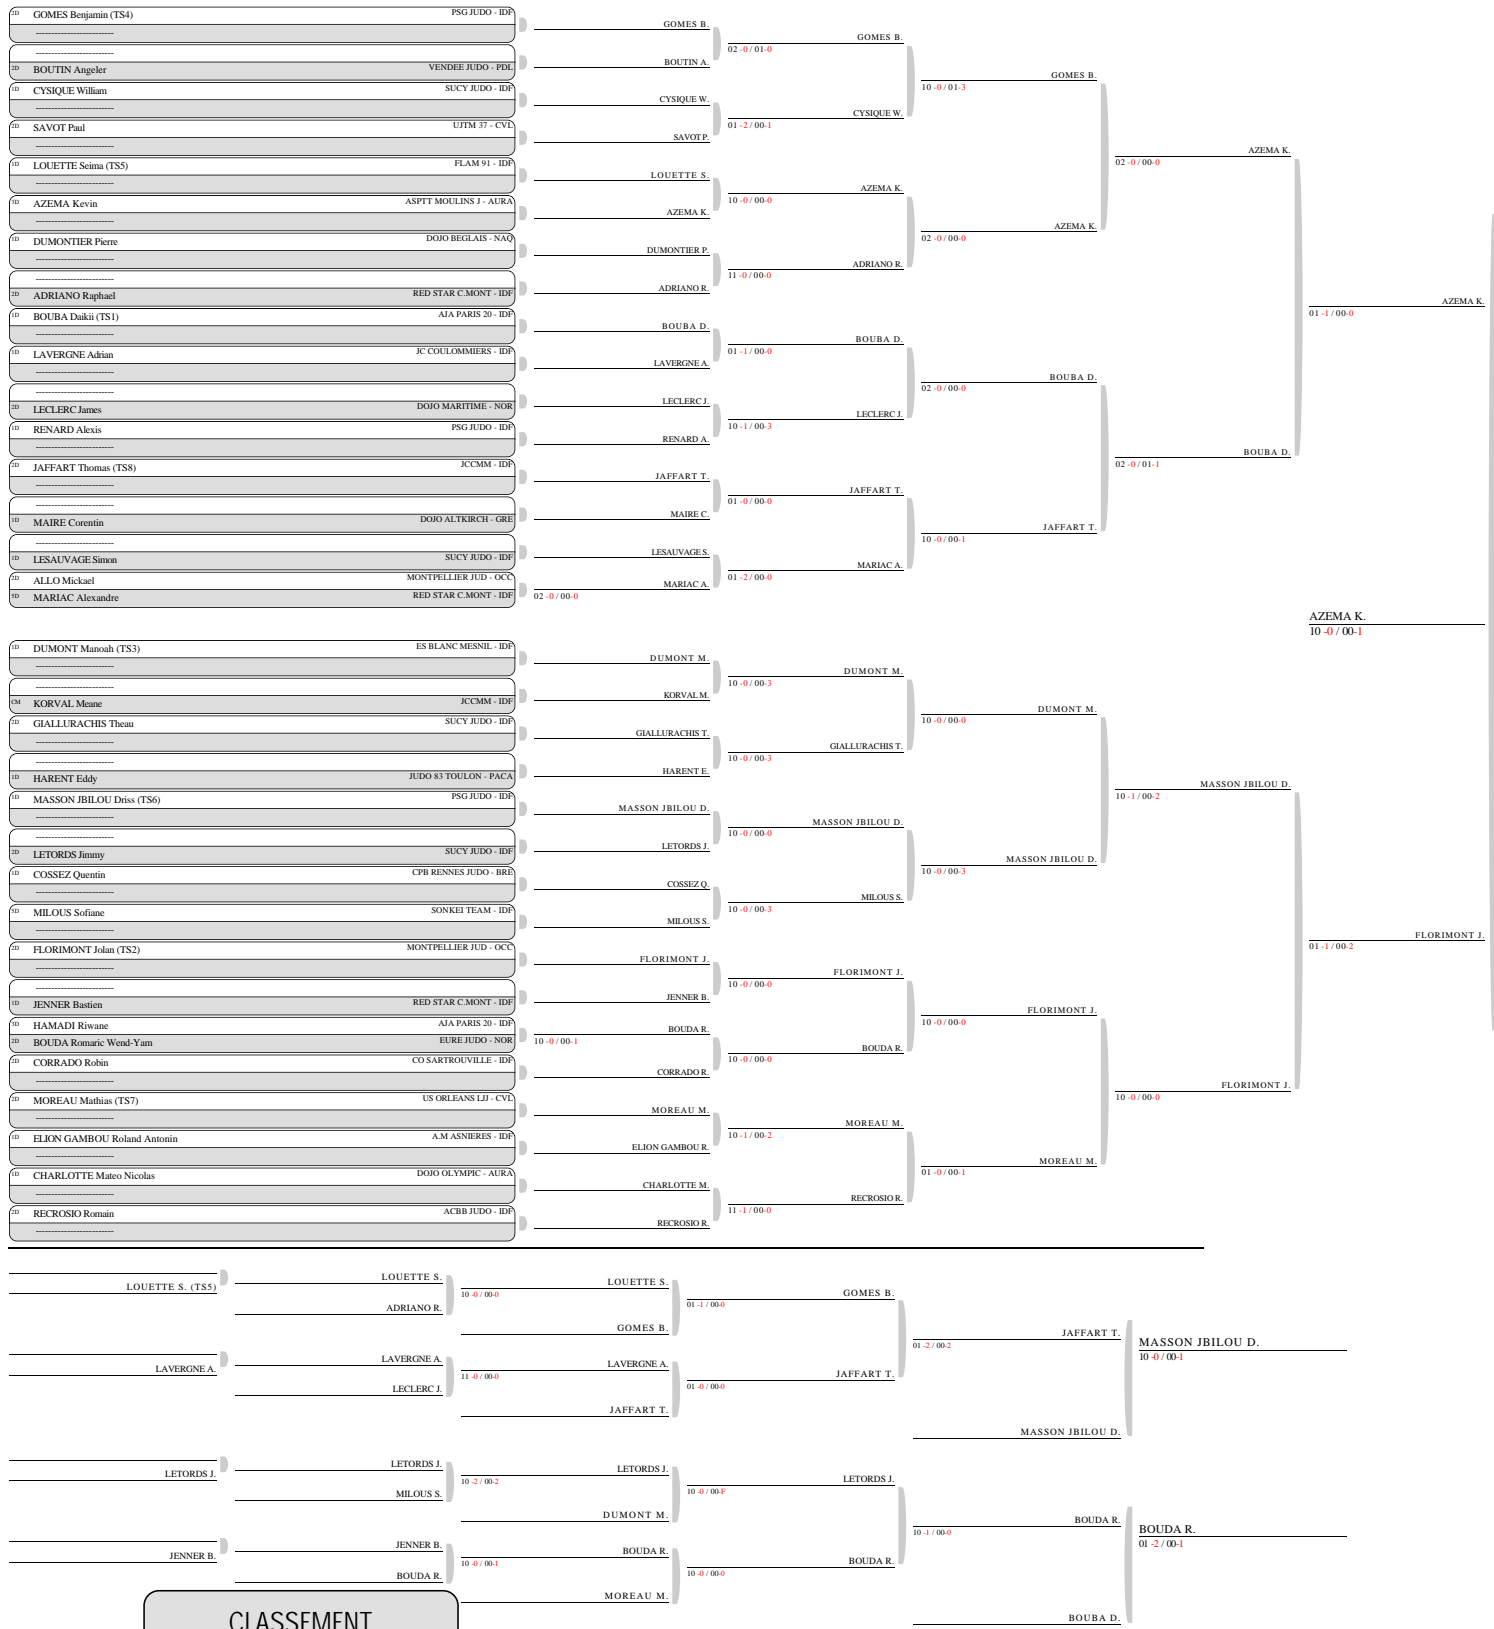 2D GOMES Benjamin (TS4) PSG JUDO - IDF
------------------------
------------------------
2D BOUTIN Angeler VENDEE JUDO - PDL
1D CYSIQUE William SUCY JUDO - IDF
------------------------
2D SAVOT Paul UJTM 37 - CVL
------------------------
1D LOUETTE Seima (TS5) FLAM 91 - IDF
------------------------
3D AZEMA Kevin ASPTT MOULINS J - AURA
------------------------
1D DUMONTIER Pierre DOJO BEGLAIS - NAQ
------------------------
------------------------
2D ADRIANO Raphael RED STAR C.MONT - IDF
1D BOUBA Daikii (TS1) AJA PARIS 20 - IDF
------------------------
1D LAVERGNE Adrian JC COULOMMIERS - IDF
------------------------
------------------------
2D LECLERC James DOJO MARITIME - NOR
1D RENARD Alexis PSG JUDO - IDF
------------------------
2D JAFFART Thomas (TS8) JCCMM - IDF
------------------------
------------------------
1D MAIRE Corentin DOJO ALTKIRCH - GRE
------------------------
1D LESAUVAGE Simon SUCY JUDO - IDF
2D ALLO Mickael MONTPELLIER JUD - OCC
5D MARIAC Alexandre RED STAR C.MONT - IDF
1D DUMONT Manoah (TS3) ES BLANC MESNIL - IDF
------------------------
------------------------
CM KORVAL Meane JCCMM - IDF
2D GIALLURACHIS Theau SUCY JUDO - IDF
------------------------
------------------------
1D HARENT Eddy JUDO 83 TOULON - PACA
1D MASSON JBILOU Driss (TS6) PSG JUDO - IDF
------------------------
------------------------
2D LETORDS Jimmy SUCY JUDO - IDF
1D COSSEZ Quentin CPB RENNES JUDO - BRE
------------------------
5D MILOUS Sofiane SONKEI TEAM - IDF
------------------------
2D FLORIMONT Jolan (TS2) MONTPELLIER JUD - OCC
------------------------
------------------------
1D JENNER Bastien RED STAR C.MONT - IDF
3D HAMADI Riwane AJA PARIS 20 - IDF
2D BOUDA Romaric Wend-Yam EURE JUDO - NOR
2D CORRADO Robin CO SARTROUVILLE - IDF
------------------------
2D MOREAU Mathias (TS7) US ORLEANS LJJ - CVL
------------------------
1D ELION GAMBOU Roland Antonin A.M ASNIERES - IDF
------------------------
1D CHARLOTTE Mateo Nicolas DOJO OLYMPIC - AURA
------------------------
2D RECROSIO Romain ACBB JUDO - IDF
------------------------
GOMES B.
BOUTIN A.
CYSIQUE W.
SAVOT P.
LOUETTE S.
AZEMA K.
DUMONTIER P.
ADRIANO R.
BOUBA D.
LAVERGNE A.
LECLERC J.
RENARD A.
JAFFART T.
MAIRE C.
LESAUVAGE S.
MARIAC A.
02 -0 / 00-0
DUMONT M.
KORVAL M.
GIALLURACHIS T.
HARENT E.
MASSON JBILOU D.
LETORDS J.
COSSEZ Q.
MILOUS S.
FLORIMONT J.
JENNER B.
BOUDA R.
10 -0 / 00-1
CORRADO R.
MOREAU M.
ELION GAMBOU R.
CHARLOTTE M.
RECROSIO R.
GOMES B.
02 -0 / 01-0
CYSIQUE W.
01 -2 / 00-1
AZEMA K.
10 -0 / 00-0
ADRIANO R.
11 -0 / 00-0
BOUBA D.
01 -1 / 00-0
LECLERC J.
10 -1 / 00-3
JAFFART T.
01 -0 / 00-0
MARIAC A.
01 -2 / 00-0
DUMONT M.
10 -0 / 00-3
GIALLURACHIS T.
10 -0 / 00-3
MASSON JBILOU D.
10 -0 / 00-0
MILOUS S.
10 -0 / 00-3
FLORIMONT J.
10 -0 / 00-0
BOUDA R.
10 -0 / 00-0
MOREAU M.
10 -1 / 00-2
RECROSIO R.
11 -1 / 00-0
GOMES B.
10 -0 / 01-3
AZEMA K.
02 -0 / 00-0
BOUBA D.
02 -0 / 00-0
JAFFART T.
10 -0 / 00-1
DUMONT M.
10 -0 / 00-0
MASSON JBILOU D.
10 -0 / 00-3
FLORIMONT J.
10 -0 / 00-0
MOREAU M.
01 -0 / 00-1
AZEMA K.
02 -0 / 00-0
BOUBA D.
02 -0 / 01-1
MASSON JBILOU D.
10 -1 / 00-2
FLORIMONT J.
10 -0 / 00-0
AZEMA K.
01 -1 / 00-0
AZEMA K.
10 -0 / 00-1
FLORIMONT J.
01 -1 / 00-2
LOUETTE S. (TS5)
LAVERGNE A.
LETORDS J.
JENNER B.
LOUETTE S.
ADRIANO R.
LAVERGNE A.
LECLERC J.
LETORDS J.
MILOUS S.
JENNER B.
BOUDA R.
LOUETTE S.
10 -0 / 00-0
GOMES B.
LAVERGNE A.
11 -0 / 00-0
JAFFART T.
LETORDS J.
10 -2 / 00-2
DUMONT M.
BOUDA R.
10 -0 / 00-1
MOREAU M.
GOMES B.
01 -1 / 00-0
JAFFART T.
01 -0 / 00-0
LETORDS J.
10 -0 / 00-F
BOUDA R.
10 -0 / 00-0
JAFFART T.
01 -2 / 00-2
MASSON JBILOU D.
BOUDA R.
10 -1 / 00-0
BOUBA D.
MASSON JBILOU D.
10 -0 / 00-1
BOUDA R.
01 -2 / 00-1
CLASSEMENT